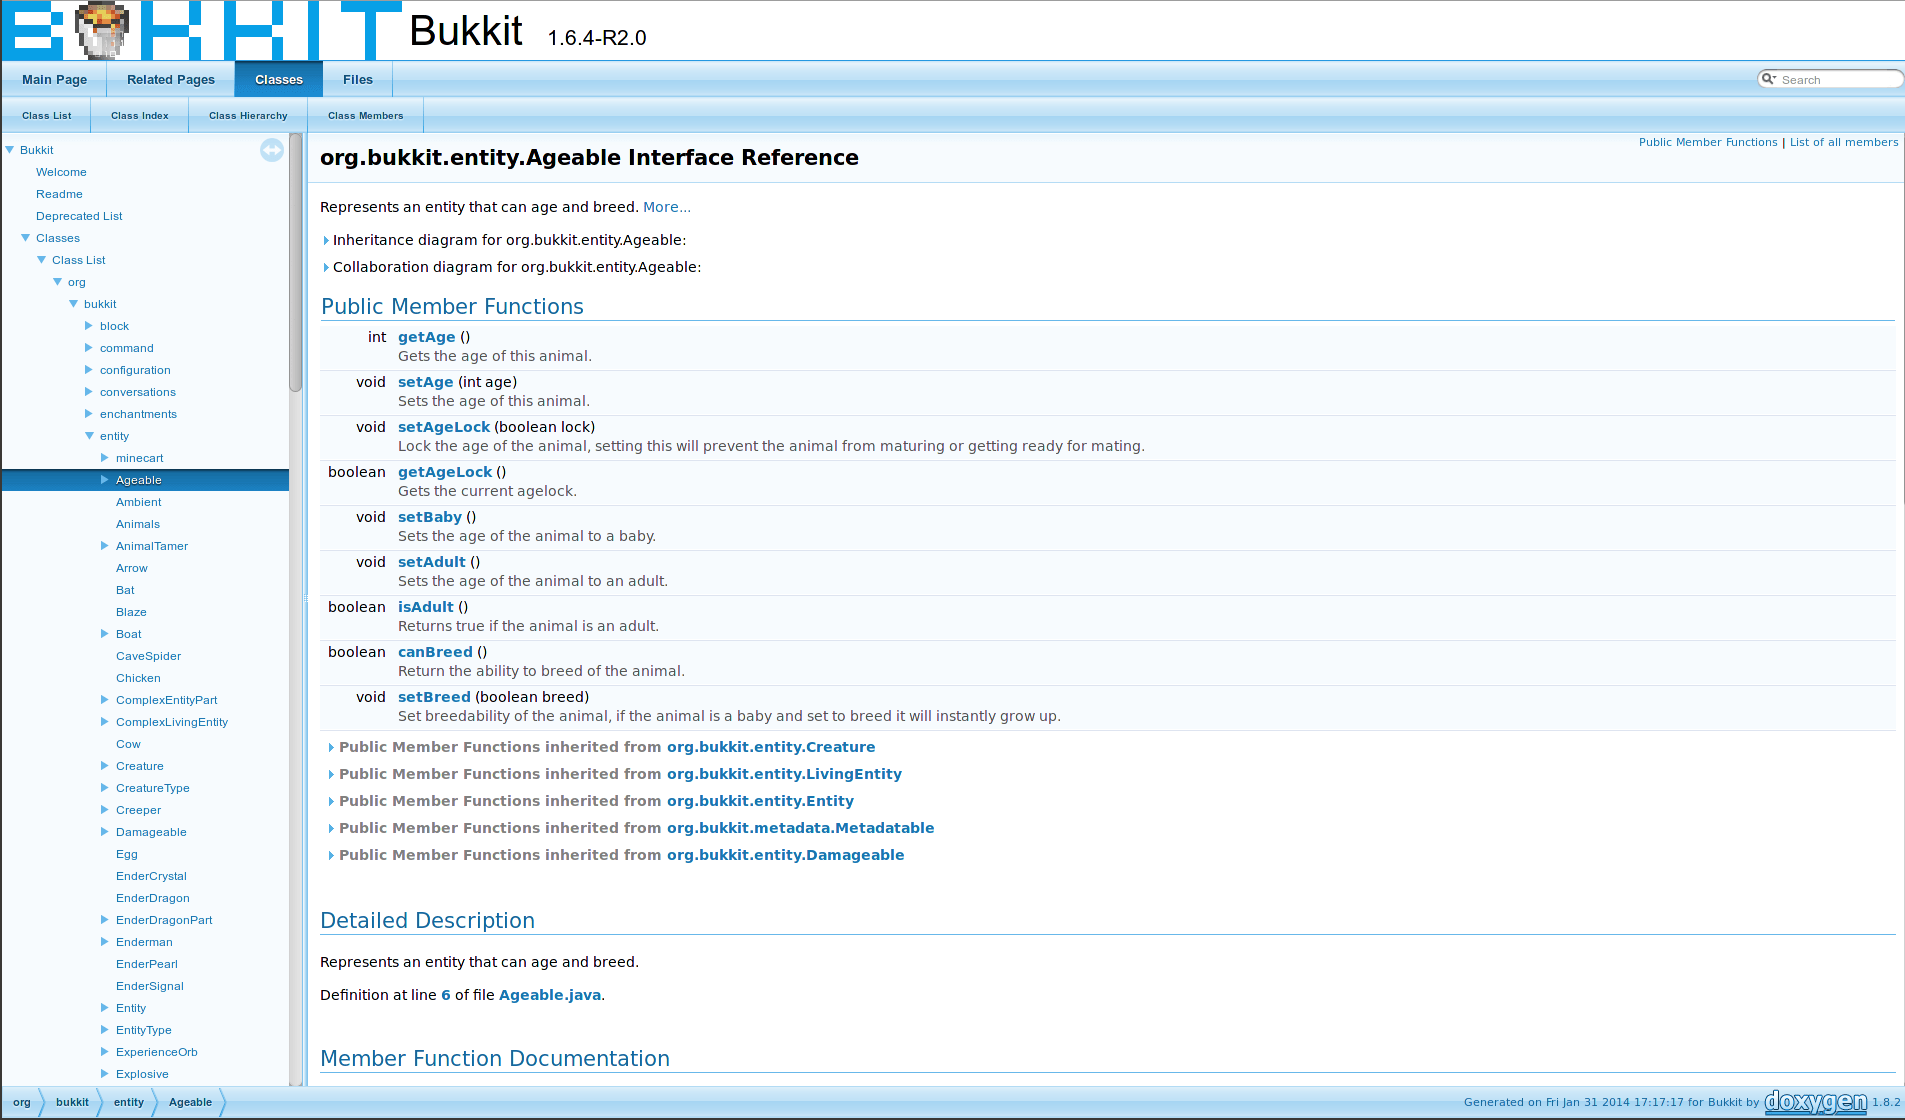 BUKKIT Bukkit 1.6.4-R2.0
Main Page Related Pages Classes Files Search
Class List Class Index Class Hierarchy Class Members
Bukkit
Welcome
Readme
Deprecated List
Classes
Class List
org
bukkit
block
command
configuration
conversations
enchantments
entity
minecart
Ageable
Ambient
Animals
AnimalTamer
Arrow
Bat
Blaze
Boat
CaveSpider
Chicken
ComplexEntityPart
ComplexLivingEntity
Cow
Creature
CreatureType
Creeper
Damageable
Egg
EnderCrystal
EnderDragon
EnderDragonPart
Enderman
EnderPearl
EnderSignal
Entity
EntityType
ExperienceOrb
Explosive
Public Member Functions | List of all members
org.bukkit.entity.Ageable Interface Reference
Represents an entity that can age and breed. More...
Inheritance diagram for org.bukkit.entity.Ageable:
Collaboration diagram for org.bukkit.entity.Ageable:
Public Member Functions
int getAge ()
Gets the age of this animal.
void setAge (int age)
Sets the age of this animal.
void setAgeLock (boolean lock)
Lock the age of the animal, setting this will prevent the animal from maturing or getting ready for mating.
boolean getAgeLock ()
Gets the current agelock.
void setBaby ()
Sets the age of the animal to a baby.
void setAdult ()
Sets the age of the animal to an adult.
boolean isAdult ()
Returns true if the animal is an adult.
boolean canBreed ()
Return the ability to breed of the animal.
void setBreed (boolean breed)
Set breedability of the animal, if the animal is a baby and set to breed it will instantly grow up.
Public Member Functions inherited from org.bukkit.entity.Creature
Public Member Functions inherited from org.bukkit.entity.LivingEntity
Public Member Functions inherited from org.bukkit.entity.Entity
Public Member Functions inherited from org.bukkit.metadata.Metadatable
Public Member Functions inherited from org.bukkit.entity.Damageable
Detailed Description
Represents an entity that can age and breed.
Definition at line 6 of file Ageable.java.
Member Function Documentation
org bukkit entity Ageable
Generated on Fri Jan 31 2014 17:17:17 for Bukkit by doxygen 1.8.2